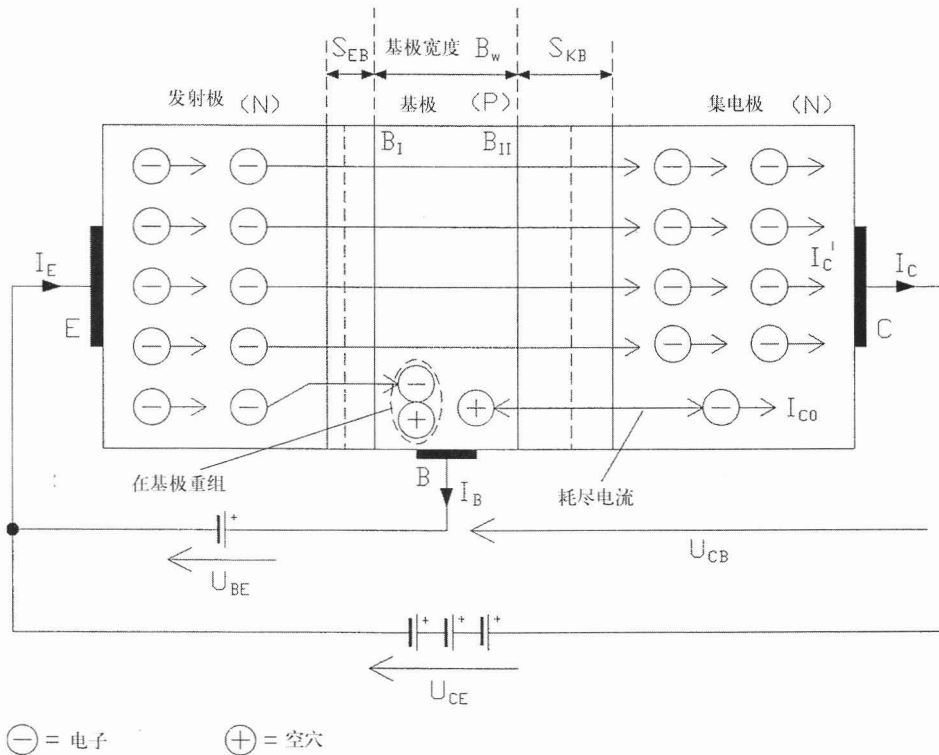 S_EB 基极宽度 B_W S_KB
发射极 (N) 基极 (P) 集电极 (N)
B_I B_II
I_E I_C' I_C
E C
I_CO
在基极重组 B I_B 耗尽电流
+
U_BE U_CB
+ + +
U_CE
⊖ = 电子 ⊕ = 空穴